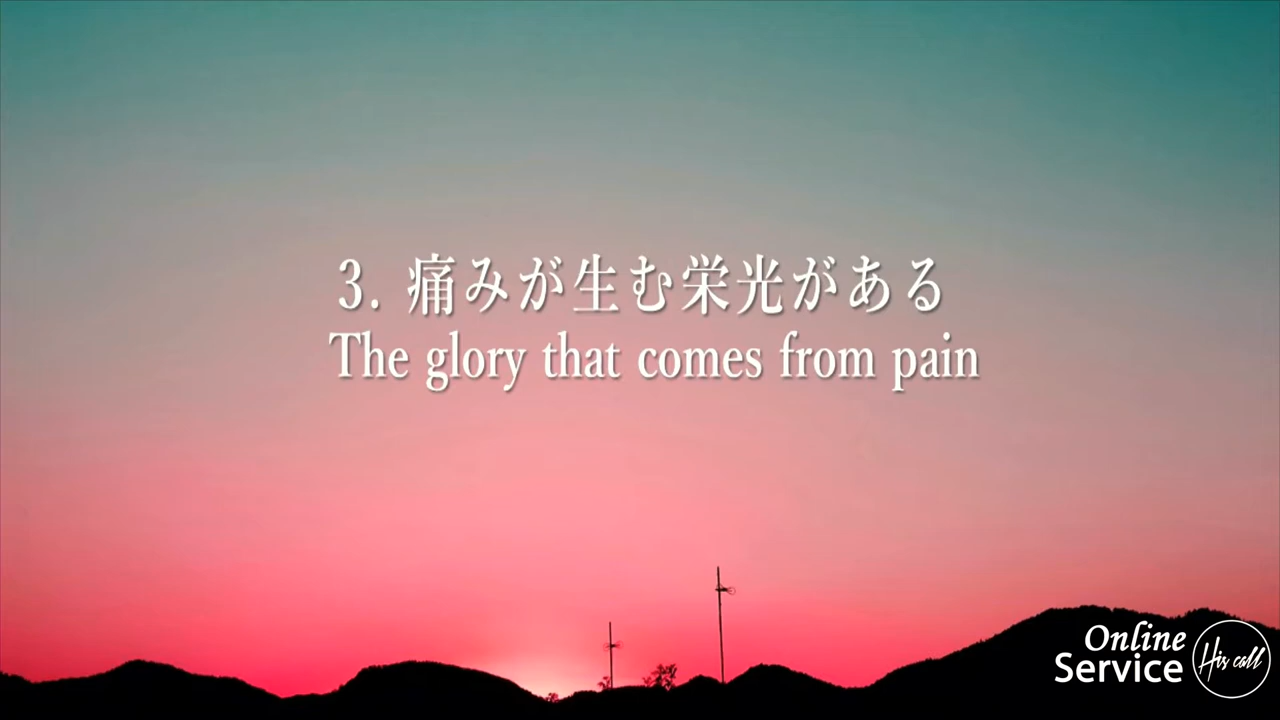 3. 痛みが生む栄光がある
The glory that comes from pain
Online
Service
His call